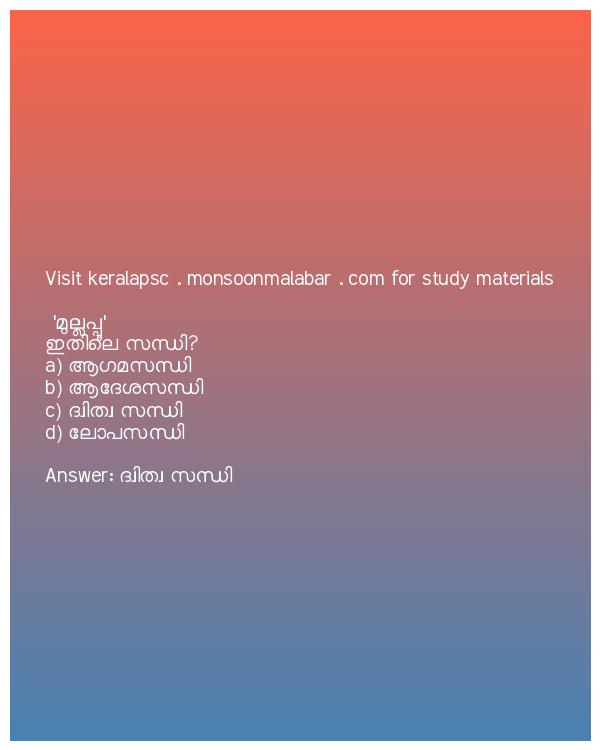 Visit keralapsc . monsoonmalabar . com for study materials
'മുല്ലപ്പൂ'
ഇതിലെ സന്ധി?
a) ആഗമസന്ധി
b) ആദേശസന്ധി
c) ദ്വിത്വ സന്ധി
d) ലോപസന്ധി
Answer: ദ്വിത്വ സന്ധി